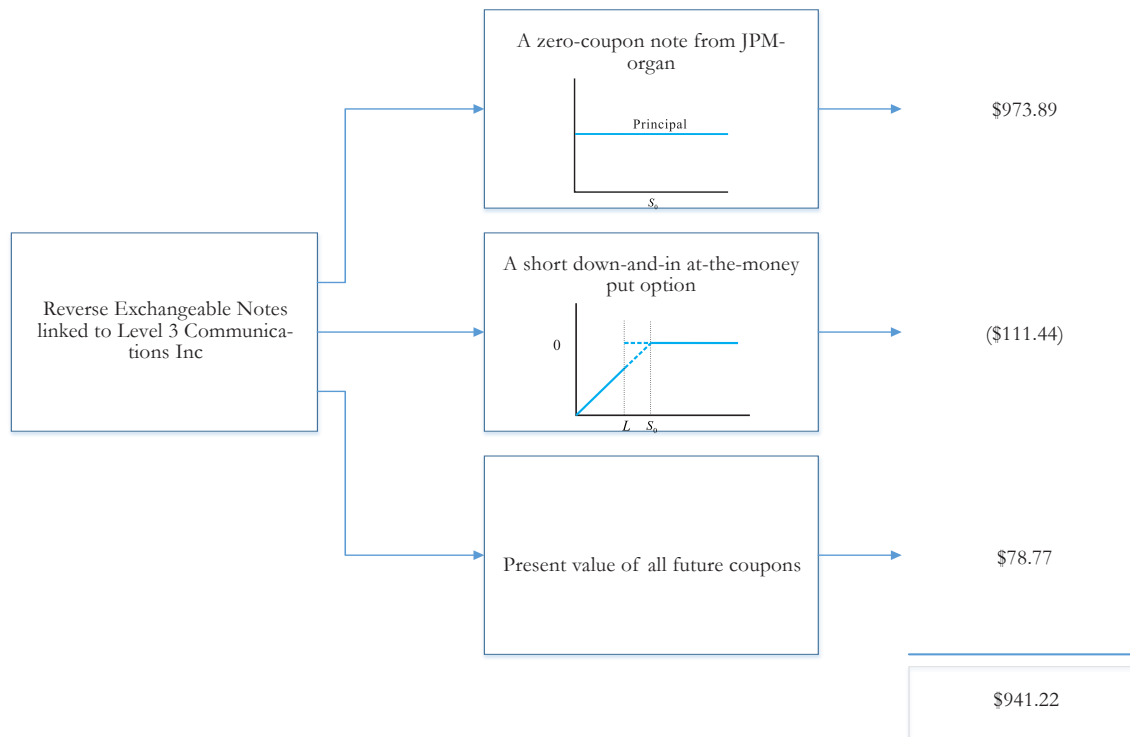 A zero-coupon note from JPM-
organ
Principal
S₀
$973.89
Reverse Exchangeable Notes
linked to Level 3 Communica-
tions Inc
A short down-and-in at-the-money
put option
0
L S₀
($111.44)
Present value of all future coupons
$78.77
$941.22